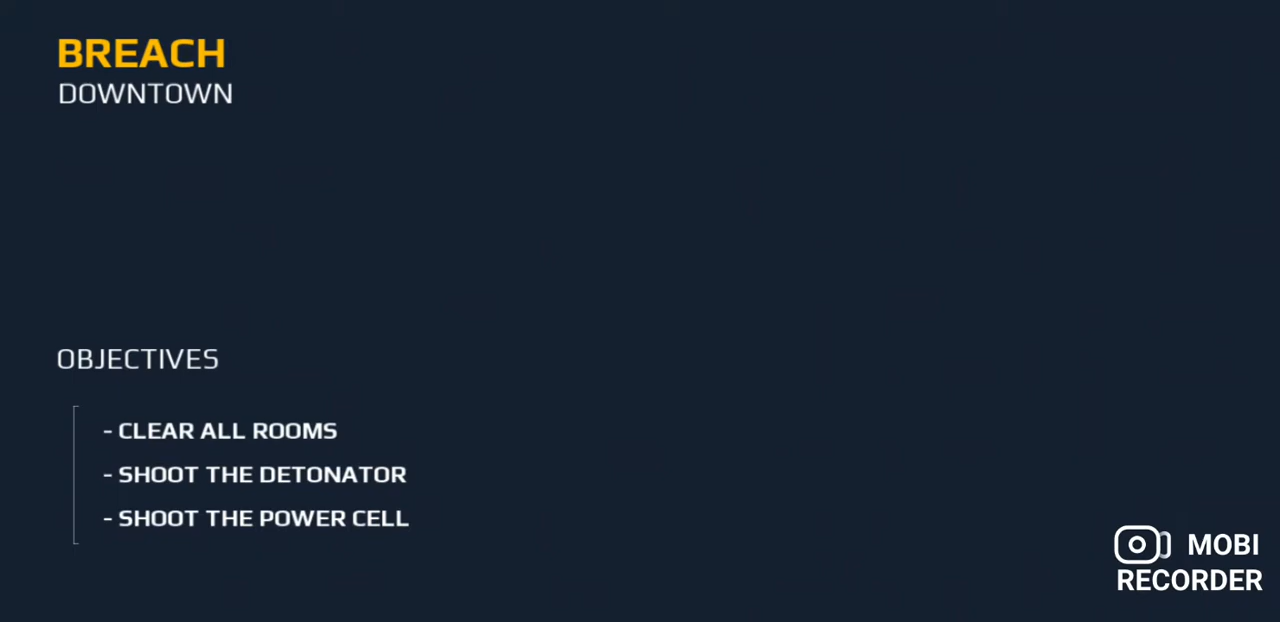 BREACH
DOWNTOWN
OBJECTIVES
- CLEAR ALL ROOMS
- SHOOT THE DETONATOR
- SHOOT THE POWER CELL
MOBI
RECORDER